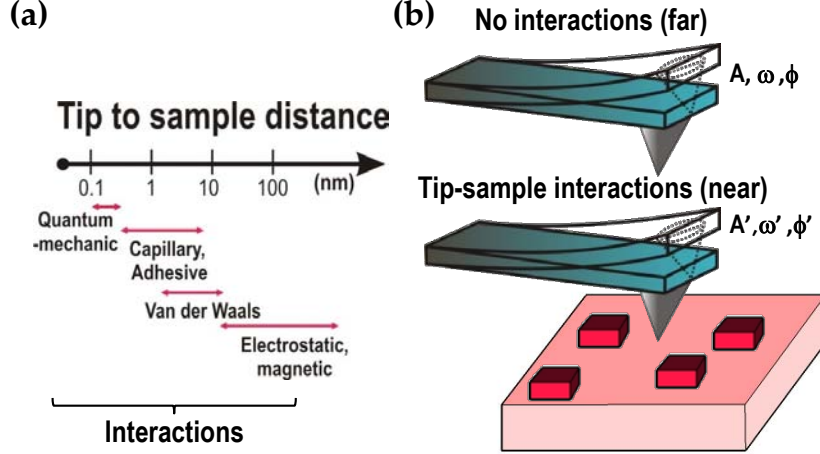 (a)
Tip to sample distance
0.1 1 10 100 (nm)
Quantum
-mechanic
Capillary,
Adhesive
Van der Waals
Electrostatic,
magnetic
Interactions
(b)
No interactions (far)
A, ω ,ϕ
Tip-sample interactions (near)
A',ω',ϕ'